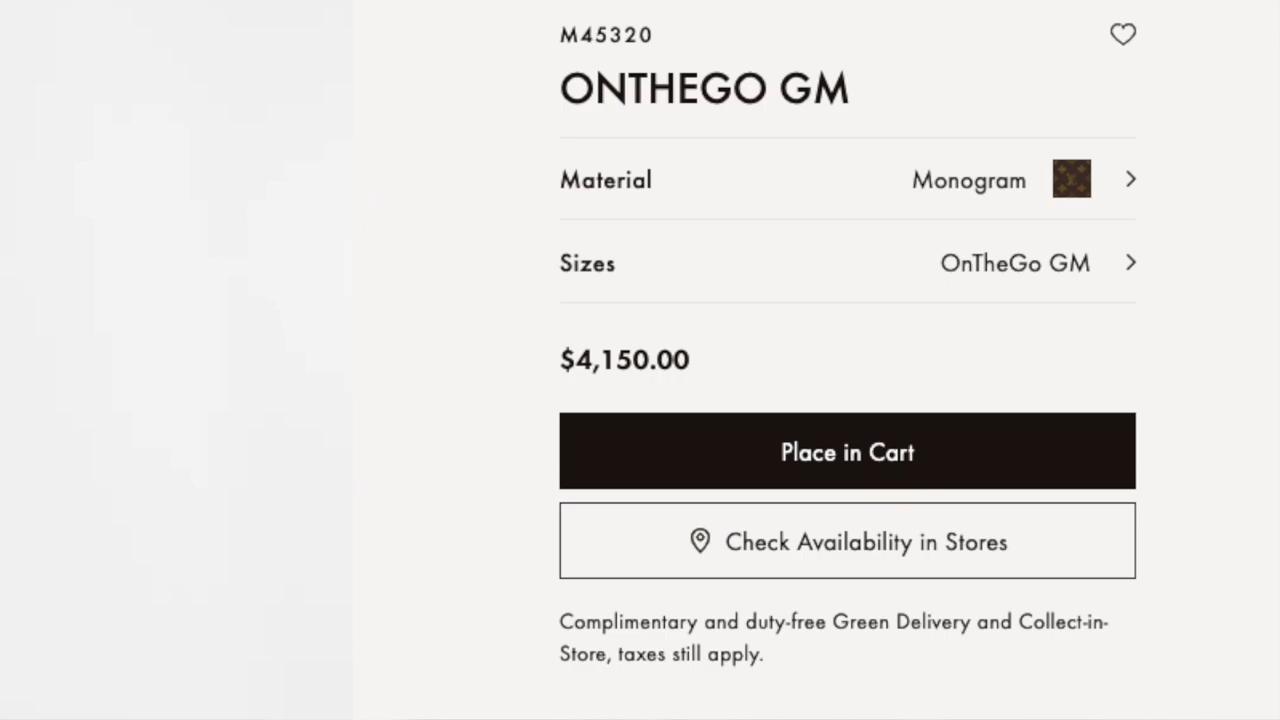 M45320
ONTHEGO GM
Material Monogram
Sizes OnTheGo GM
$4,150.00
Place in Cart
Check Availability in Stores
Complimentary and duty-free Green Delivery and Collect-in-
Store, taxes still apply.